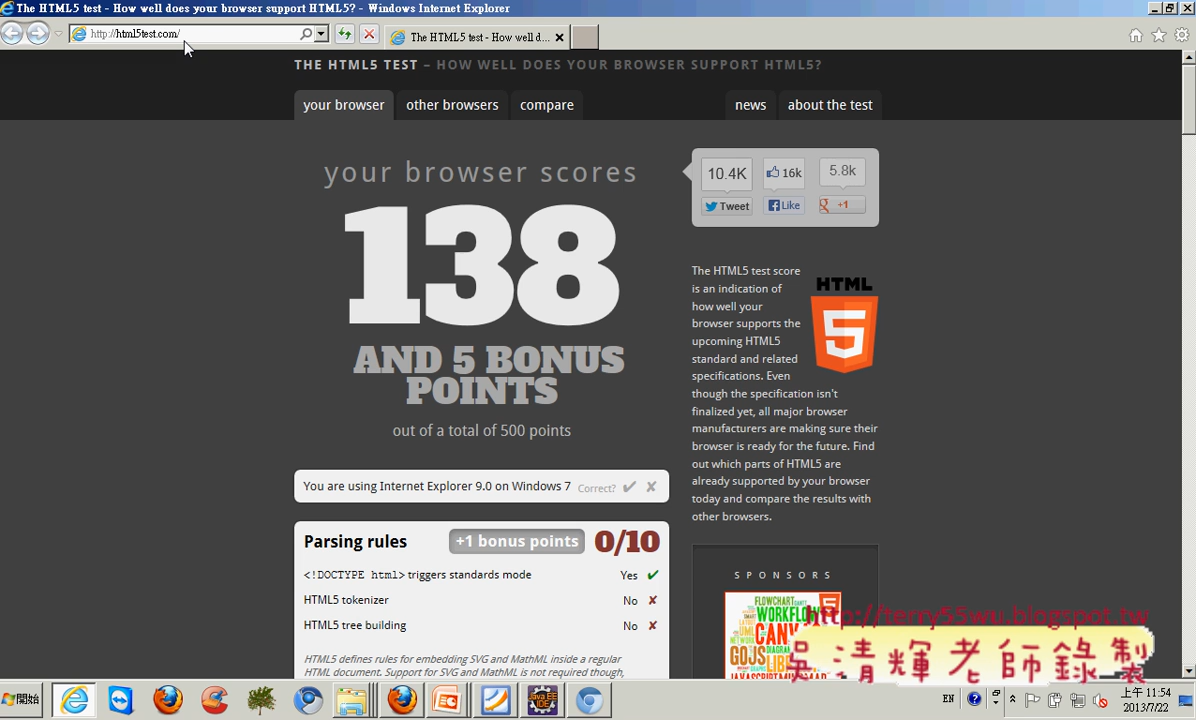 The HTML5 test - How well does your browser support HTML5? - Windows Internet Explorer
http://html5test.com/
The HTML5 test - How well d...
THE HTML5 TEST – HOW WELL DOES YOUR BROWSER SUPPORT HTML5?
your browser
other browsers
compare
news
about the test
your browser scores
138
AND 5 BONUS
POINTS
out of a total of 500 points
10.4K
16k
5.8k
Tweet
Like
+1
The HTML5 test score
is an indication of
how well your
browser supports the
upcoming HTML5
standard and related
specifications. Even
though the specification isn't
finalized yet, all major browser
manufacturers are making sure their
browser is ready for the future. Find
out which parts of HTML5 are
already supported by your browser
today and compare the results with
other browsers.
HTML
5
You are using Internet Explorer 9.0 on Windows 7 Correct? ✔ ✘
Parsing rules +1 bonus points 0/10
<!DOCTYPE html> triggers standards mode Yes ✔
HTML5 tokenizer No ✘
HTML5 tree building No ✘
HTML5 defines rules for embedding SVG and MathML inside a regular
HTML document. Support for SVG and MathML is not required though,
SPONSORS
FLOWCHART
WORKFLOW
GOJS
DIAGRAM
http://terry55wu.blogspot.tw
吳清輝老師錄製
開始
EN
上午 11:54
2013/7/22